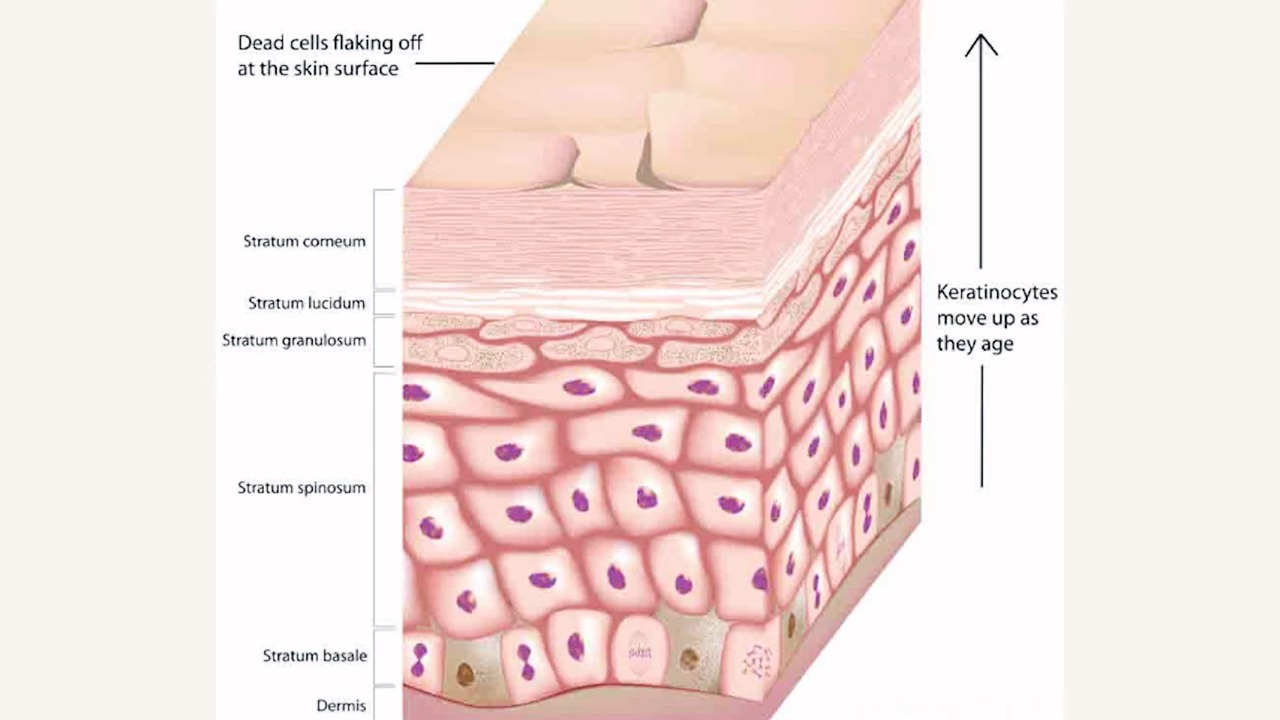 Dead cells flaking off
at the skin surface
Stratum corneum
Stratum lucidum
Stratum granulosum
Stratum spinosum
Stratum basale
Dermis
Keratinocytes
move up as
they age